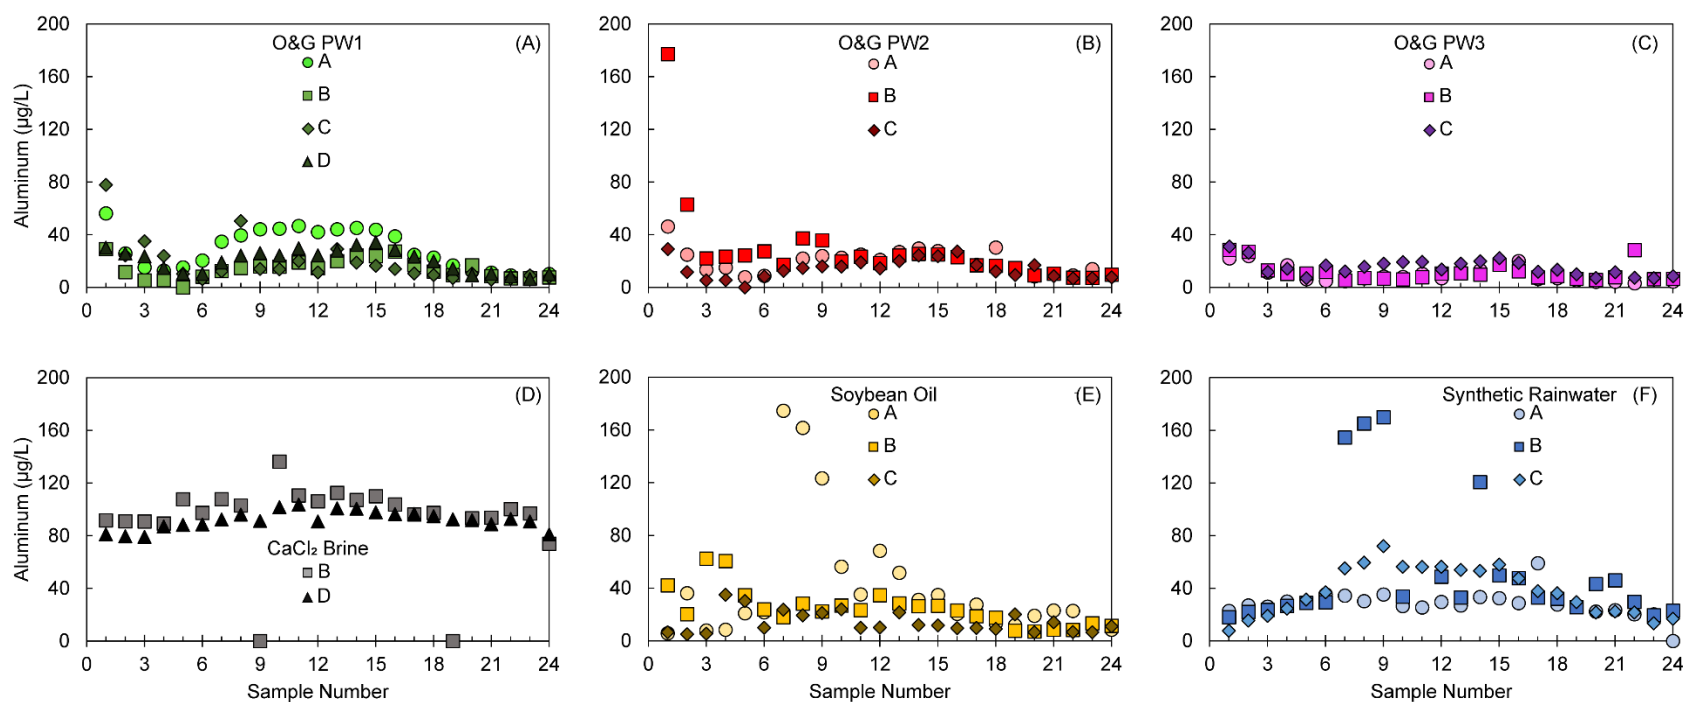 Aluminum (µg/L)
200
160
120
80
40
0
O&G PW1
(A)
A
B
C
D
0 3 6 9 12 15 18 21 24
200
160
120
80
40
0
O&G PW2
(B)
A
B
C
0 3 6 9 12 15 18 21 24
200
160
120
80
40
0
O&G PW3
(C)
A
B
C
0 3 6 9 12 15 18 21 24
Aluminum (µg/L)
200
160
120
80
40
0
(D)
CaCl₂ Brine
B
D
0 3 6 9 12 15 18 21 24
Sample Number
200
160
120
80
40
0
Soybean Oil
(E)
A
B
C
0 3 6 9 12 15 18 21 24
Sample Number
200
160
120
80
40
0
Synthetic Rainwater
(F)
A
B
C
0 3 6 9 12 15 18 21 24
Sample Number